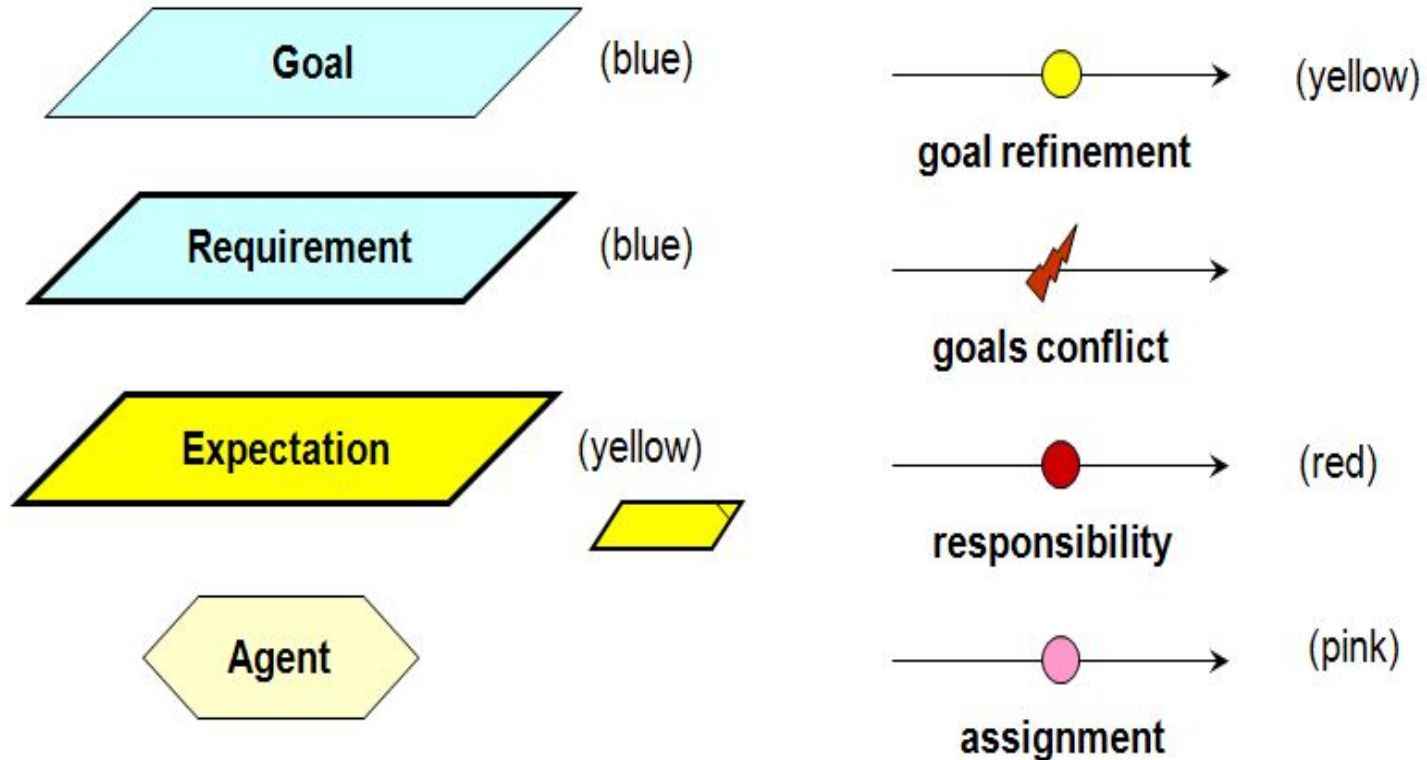 Goal
(blue)
Requirement
(blue)
Expectation
(yellow)
Agent
(yellow)
goal refinement
goals conflict
(red)
responsibility
(pink)
assignment